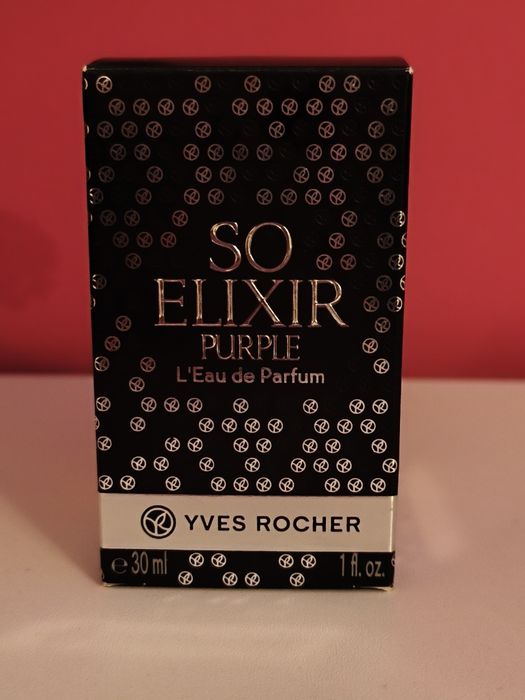 SO
ELIXIR
PURPLE
L'Eau de Parfum
YVES ROCHER
℮ 30 ml 1 fl. oz.